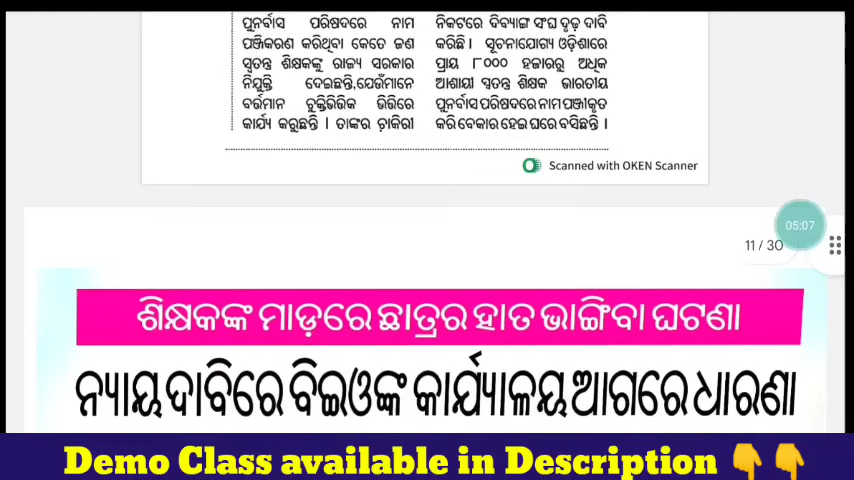 ପୁନର୍ବାସ ପରିଷଦରେ ନାମ
ପଞ୍ଜିକରଣ କରିଥିବା କେତେ ଜଣ
ସ୍ୱତନ୍ତ୍ର ଶିକ୍ଷକଙ୍କୁ ରାଜ୍ୟ ସରକାର
ନିଯୁକ୍ତି ଦେଇଛନ୍ତି,ଯେଉଁମାନେ
ବର୍ତ୍ତମାନ ଚୁକ୍ତିଭିତ୍ତିକ ଭିତ୍ତିରେ
କାର୍ଯ୍ୟ କରୁଛନ୍ତି । ତାଙ୍କର ଚାକିରୀ
ନିକଟରେ ଦିବ୍ୟାଙ୍ଗ ସଂଘ ଦୃଢ଼ ଦାବି
କରିଛି । ସୂଚନାଯୋଗ୍ୟ ଓଡ଼ିଶାରେ
ପ୍ରାୟ ୮୦୦୦ ହଜାରରୁ ଅଧିକ
ଆଶାୟୀ ସ୍ୱତନ୍ତ୍ର ଶିକ୍ଷକ ଭାରତୀୟ
ପୁନର୍ବାସ ପରିଷଦରେ ନାମ ପଞ୍ଜୀକୃତ
କରି ବେକାର ହେଇ ଘରେ ବସିଛନ୍ତି ।
Scanned with OKEN Scanner
05:07
11 / 30
ଶିକ୍ଷକଙ୍କ ମାଡ଼ରେ ଛାତ୍ରର ହାତ ଭାଙ୍ଗିବା ଘଟଣା
ନ୍ୟାୟ ଦାବିରେ ବିଇଓଙ୍କ କାର୍ଯ୍ୟାଳୟ ଆଗରେ ଧାରଣା
Demo Class available in Description 👇👇